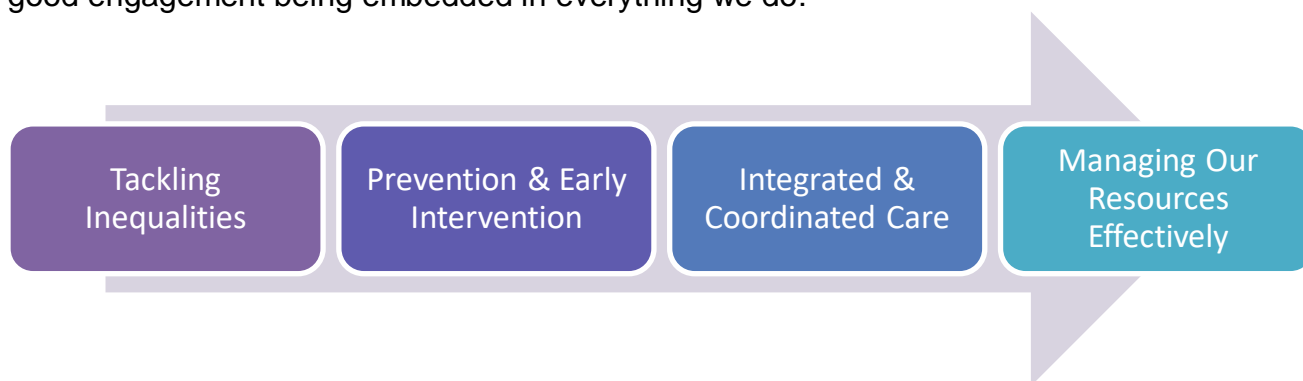 good engagement being embedded in everything we do.
Tackling
Inequalities
Prevention & Early
Intervention
Integrated &
Coordinated Care
Managing Our
Resources
Effectively